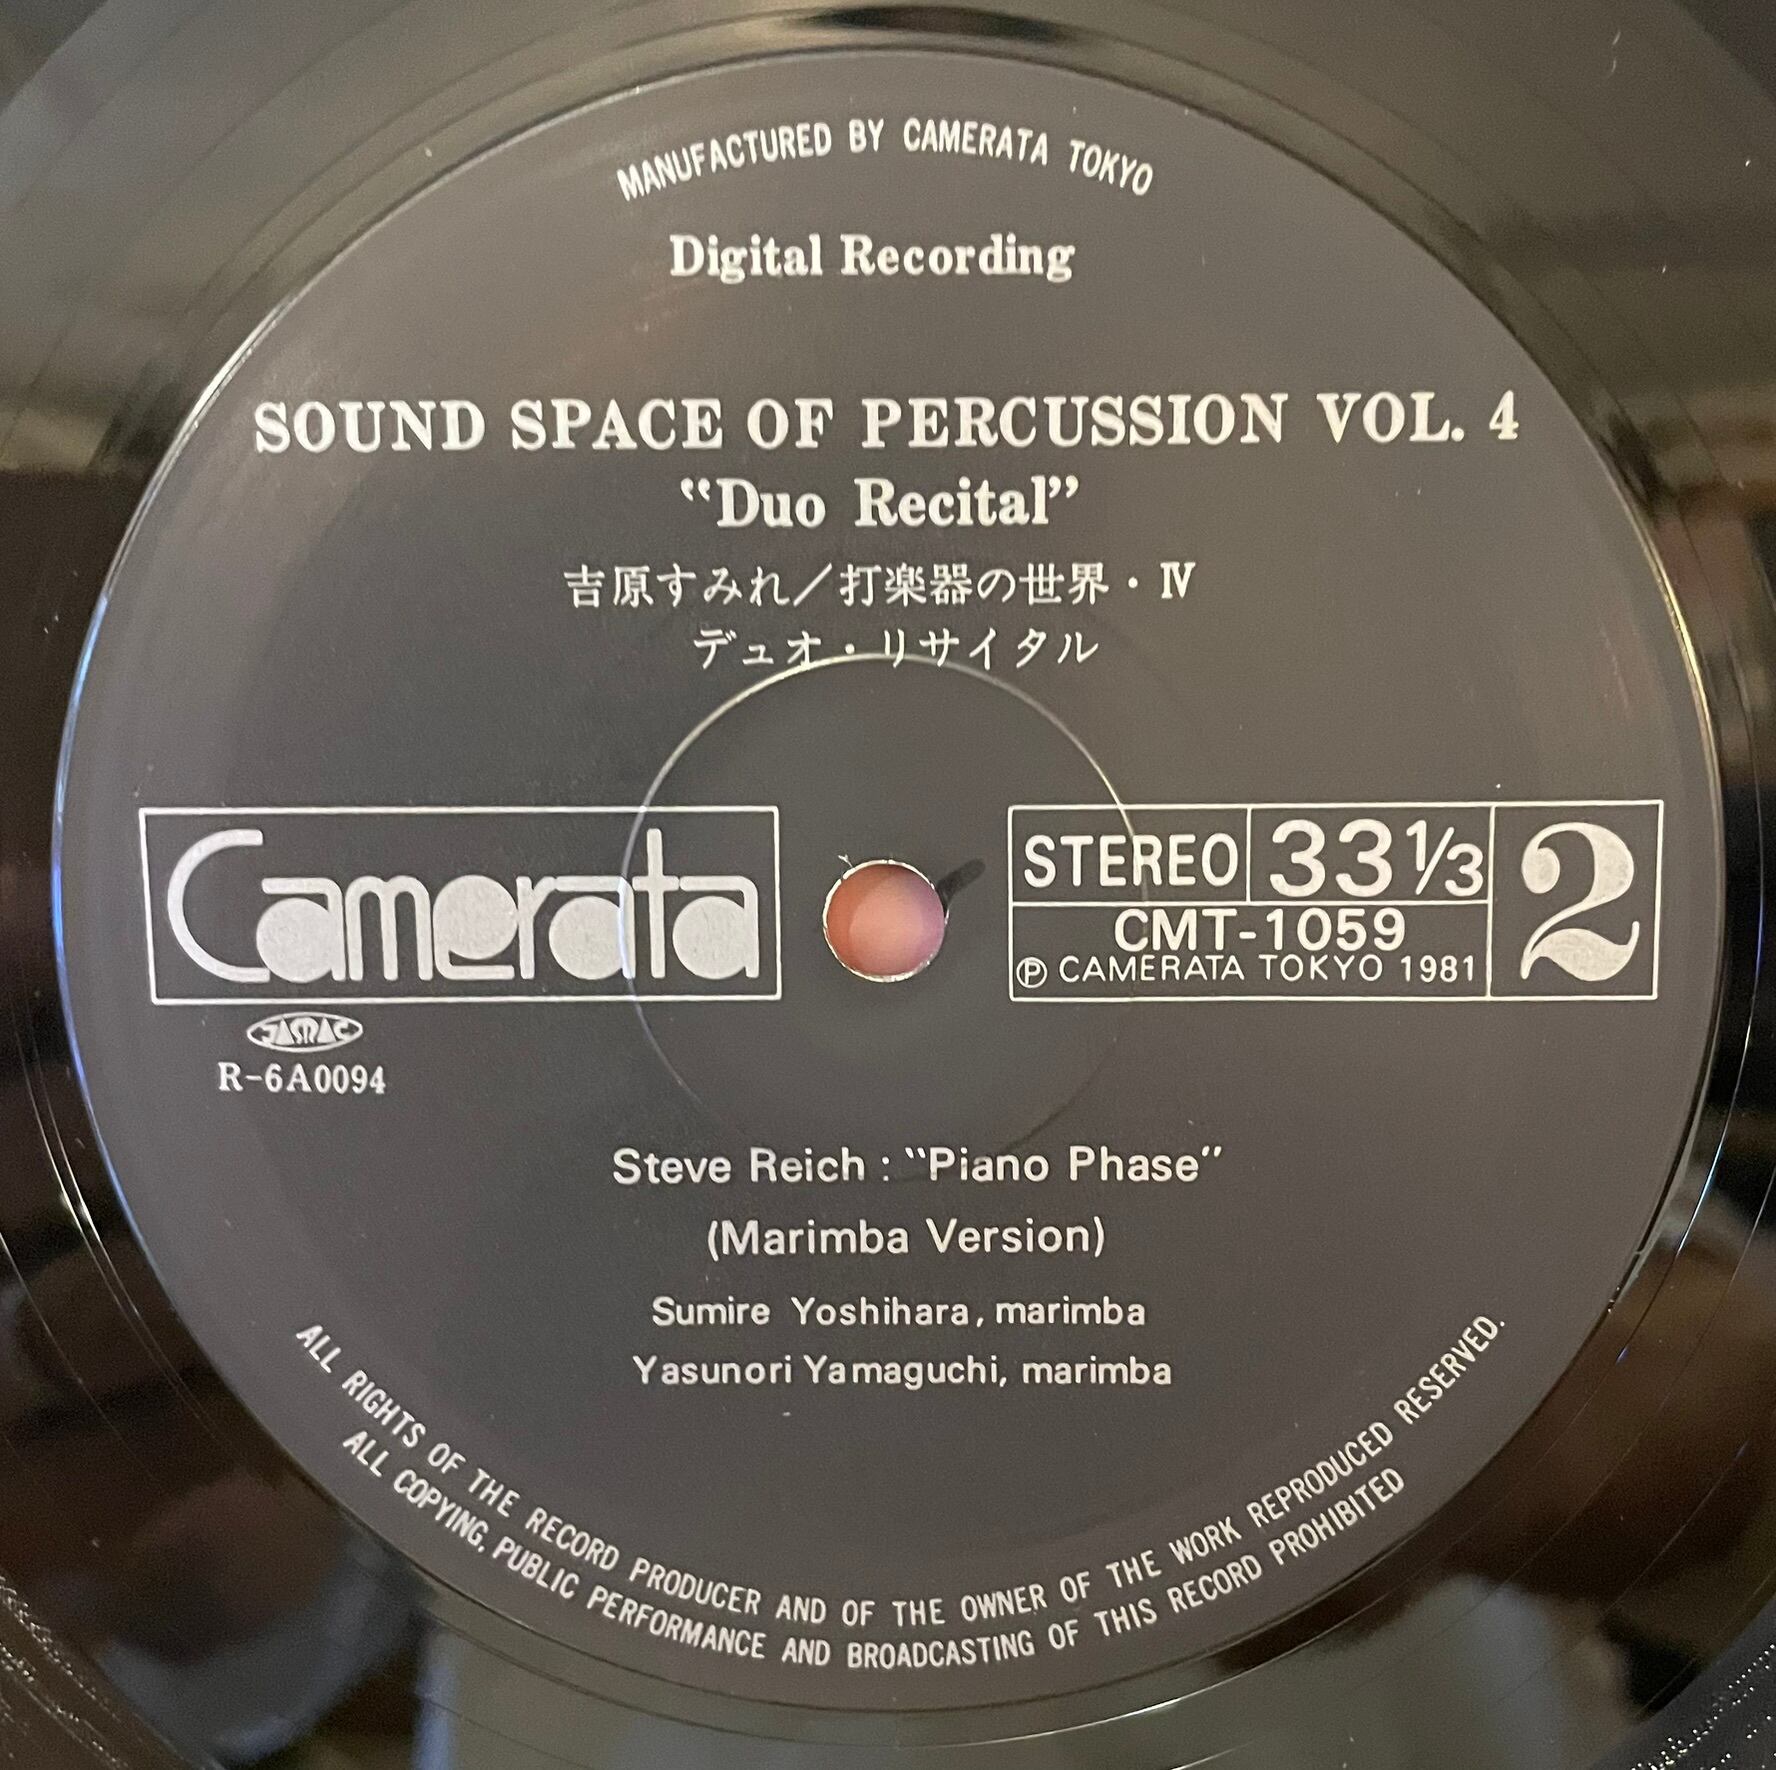 MANUFACTURED BY CAMERATA TOKYO
Digital Recording
SOUND SPACE OF PERCUSSION VOL. 4
“Duo Recital”
吉原すみれ／打楽器の世界・Ⅳ
デュオ・リサイタル
Camerata
STEREO 33 1/3
CMT-1059
Ⓟ CAMERATA TOKYO 1981
2
JASRAC
R-6A0094
Steve Reich : “Piano Phase”
(Marimba Version)
Sumire Yoshihara, marimba
Yasunori Yamaguchi, marimba
ALL RIGHTS OF THE RECORD PRODUCER AND OF THE OWNER OF THE WORK REPRODUCED RESERVED.
ALL COPYING, PUBLIC PERFORMANCE AND BROADCASTING OF THIS RECORD PROHIBITED